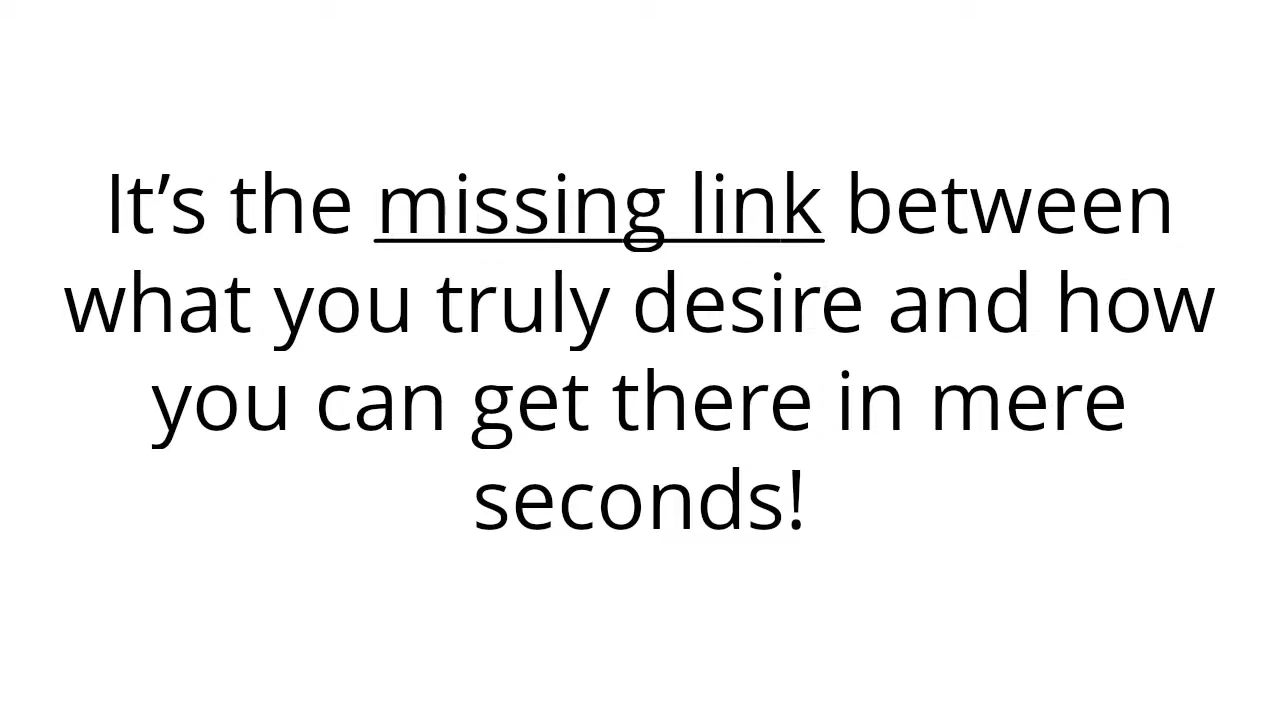 It’s the missing link between
what you truly desire and how
you can get there in mere
seconds!